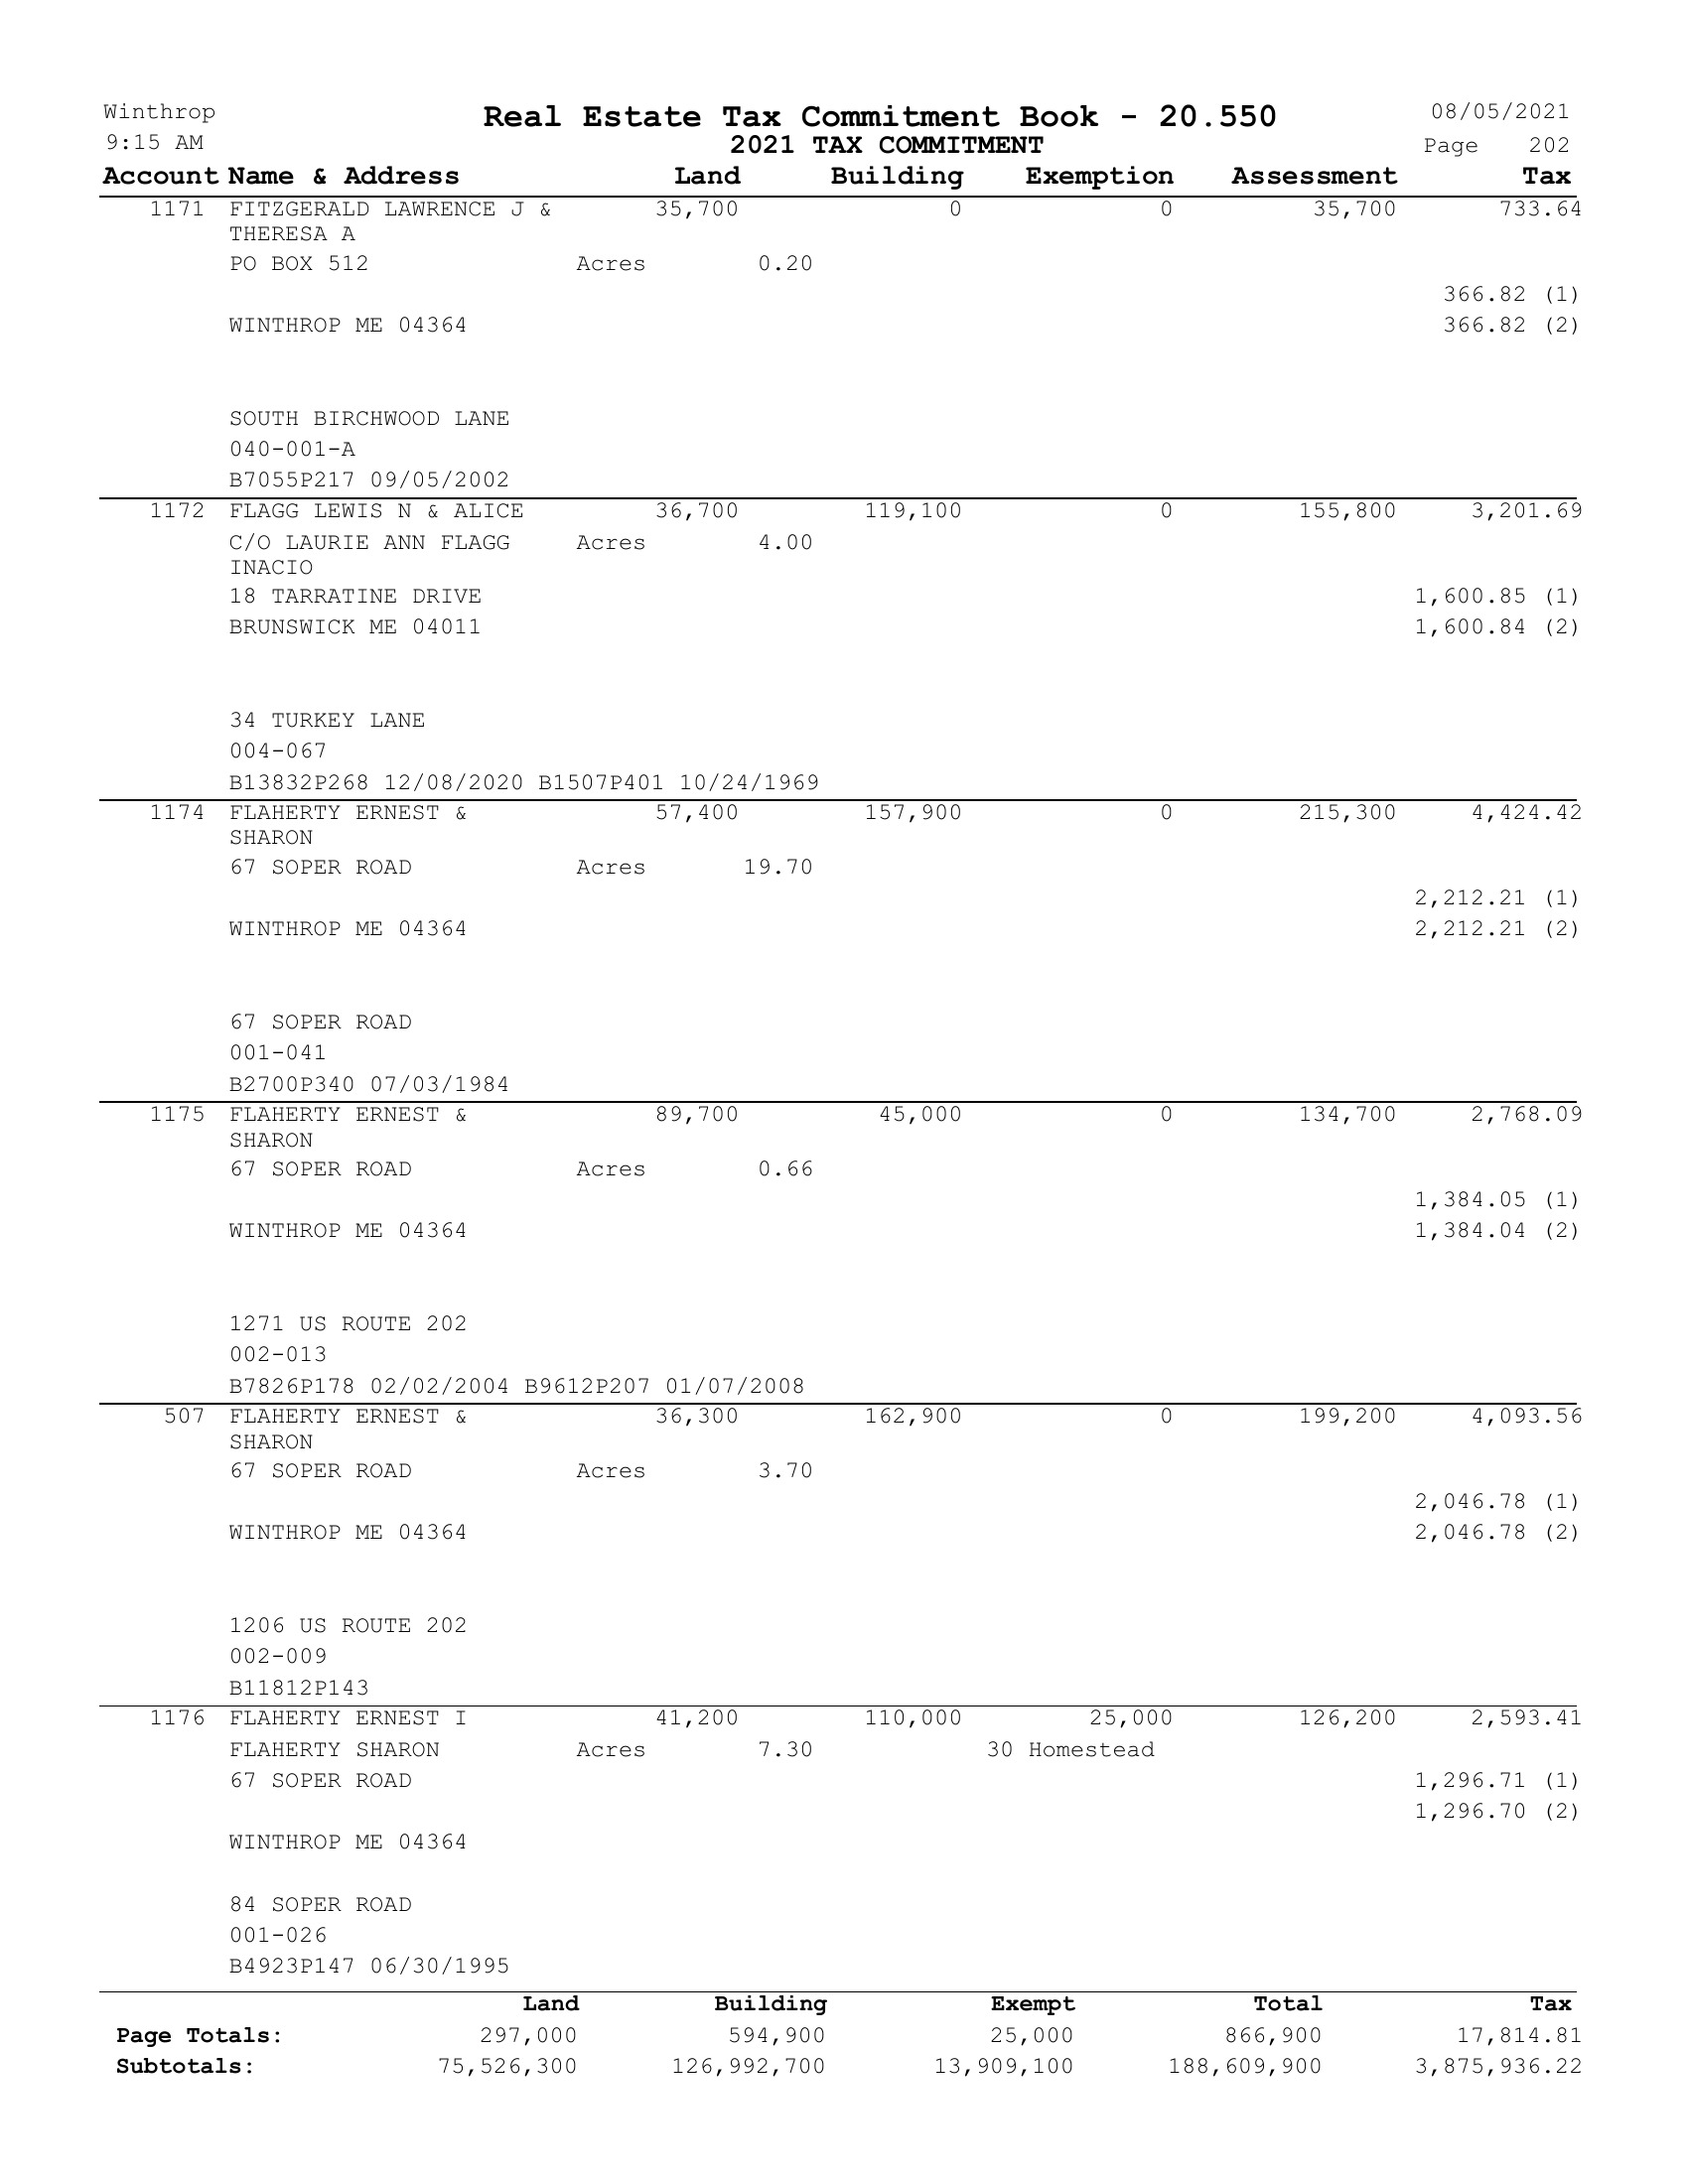 Winthrop Real Estate Tax Commitment Book - 20.550 08/05/2021
9:15 AM 2021 TAX COMMITMENT Page 202
Account Name & Address Land Building Exemption Assessment Tax
1171 FITZGERALD LAWRENCE J & 35,700 0 0 35,700 733.64
THERESA A
PO BOX 512 Acres 0.20
366.82 (1)
WINTHROP ME 04364 366.82 (2)
SOUTH BIRCHWOOD LANE
040-001-A
B7055P217 09/05/2002
1172 FLAGG LEWIS N & ALICE 36,700 119,100 0 155,800 3,201.69
C/O LAURIE ANN FLAGG Acres 4.00
INACIO
18 TARRATINE DRIVE 1,600.85 (1)
BRUNSWICK ME 04011 1,600.84 (2)
34 TURKEY LANE
004-067
B13832P268 12/08/2020 B1507P401 10/24/1969
1174 FLAHERTY ERNEST & 57,400 157,900 0 215,300 4,424.42
SHARON
67 SOPER ROAD Acres 19.70
2,212.21 (1)
WINTHROP ME 04364 2,212.21 (2)
67 SOPER ROAD
001-041
B2700P340 07/03/1984
1175 FLAHERTY ERNEST & 89,700 45,000 0 134,700 2,768.09
SHARON
67 SOPER ROAD Acres 0.66
1,384.05 (1)
WINTHROP ME 04364 1,384.04 (2)
1271 US ROUTE 202
002-013
B7826P178 02/02/2004 B9612P207 01/07/2008
507 FLAHERTY ERNEST & 36,300 162,900 0 199,200 4,093.56
SHARON
67 SOPER ROAD Acres 3.70
2,046.78 (1)
WINTHROP ME 04364 2,046.78 (2)
1206 US ROUTE 202
002-009
B11812P143
1176 FLAHERTY ERNEST I 41,200 110,000 25,000 126,200 2,593.41
FLAHERTY SHARON Acres 7.30 30 Homestead
67 SOPER ROAD 1,296.71 (1)
1,296.70 (2)
WINTHROP ME 04364
84 SOPER ROAD
001-026
B4923P147 06/30/1995
Land Building Exempt Total Tax
Page Totals: 297,000 594,900 25,000 866,900 17,814.81
Subtotals: 75,526,300 126,992,700 13,909,100 188,609,900 3,875,936.22